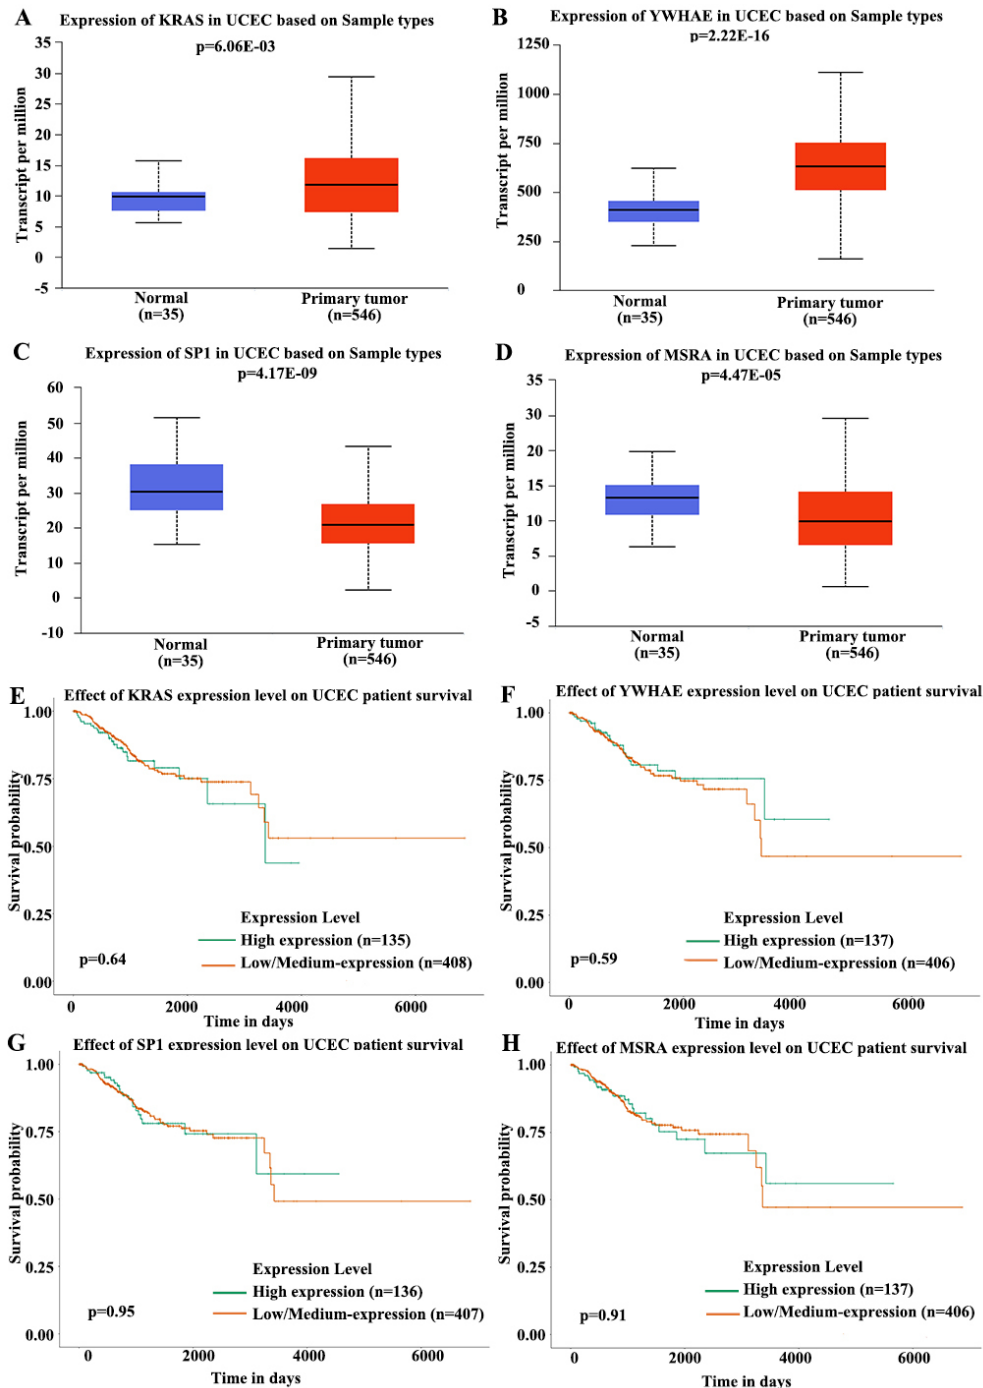 A
Expression of KRAS in UCEC based on Sample types
p=6.06E-03
Transcript per million
35
30
25
20
15
10
5
0
-5
Normal
(n=35)
Primary tumor
(n=546)
B
Expression of YWHAE in UCEC based on Sample types
p=2.22E-16
Transcript per million
1250
1000
750
500
250
0
Normal
(n=35)
Primary tumor
(n=546)
C
Expression of SP1 in UCEC based on Sample types
p=4.17E-09
Transcript per million
60
50
40
30
20
10
0
-10
Normal
(n=35)
Primary tumor
(n=546)
D
Expression of MSRA in UCEC based on Sample types
p=4.47E-05
Transcript per million
35
30
25
20
15
10
5
0
-5
Normal
(n=35)
Primary tumor
(n=546)
E
Effect of KRAS expression level on UCEC patient survival
Survival probability
1.00
0.75
0.50
0.25
0.00
Expression Level
High expression (n=135)
Low/Medium-expression (n=408)
p=0.64
0
2000
4000
6000
Time in days
F
Effect of YWHAE expression level on UCEC patient survival
Survival probability
1.00
0.75
0.50
0.25
0.00
Expression Level
High expression (n=137)
Low/Medium-expression (n=406)
p=0.59
0
2000
4000
6000
Time in days
G
Effect of SP1 expression level on UCEC patient survival
Survival probability
1.00
0.75
0.50
0.25
0.00
Expression Level
High expression (n=136)
Low/Medium-expression (n=407)
p=0.95
0
2000
4000
6000
Time in days
H
Effect of MSRA expression level on UCEC patient survival
Survival probability
1.00
0.75
0.50
0.25
0.00
Expression Level
High expression (n=137)
Low/Medium-expression (n=406)
p=0.91
0
2000
4000
6000
Time in days